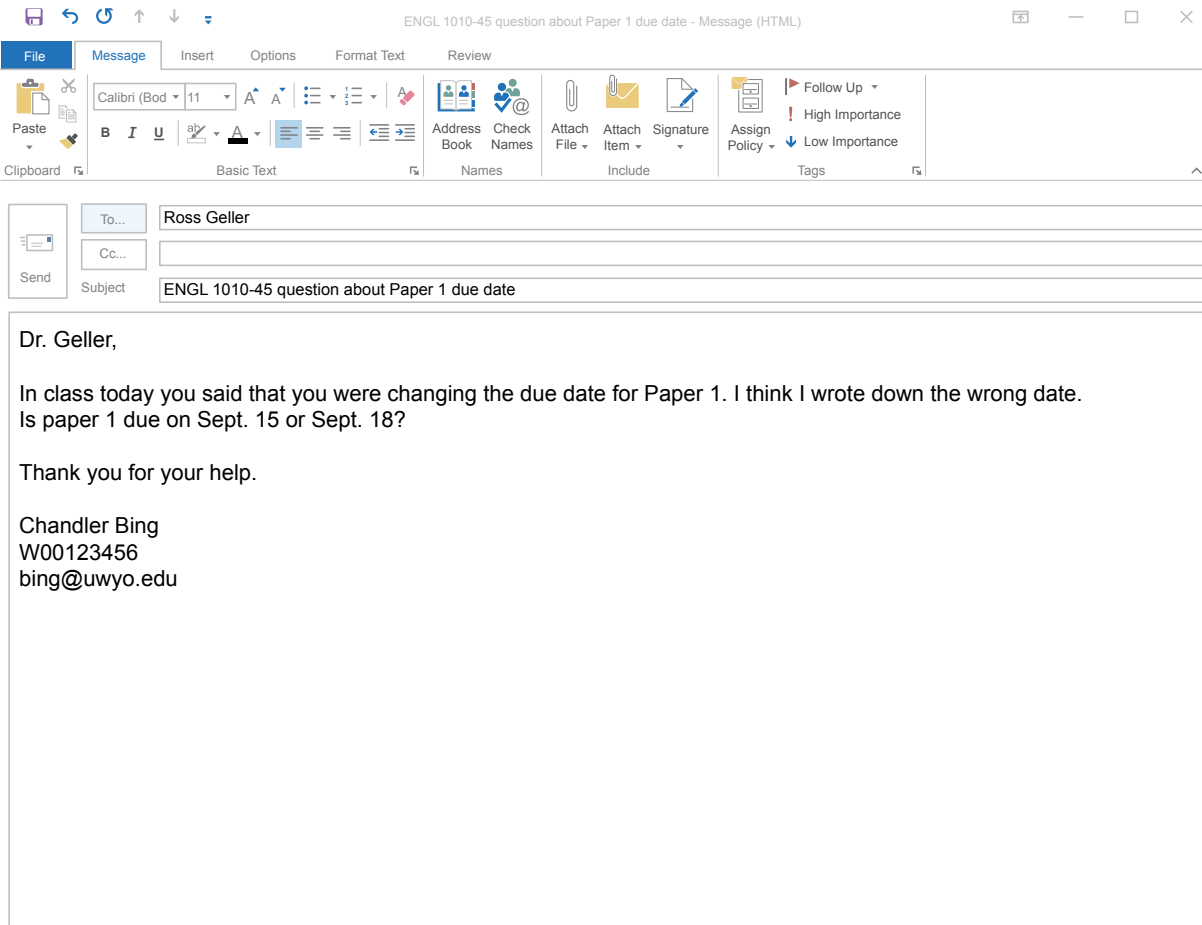 ENGL 1010-45 question about Paper 1 due date - Message (HTML)
File Message Insert Options Format Text Review
Calibri (Bod 11 A A
Paste B I U ab A Address Book Check Names Attach File Attach Item Signature Assign Policy Follow Up
High Importance
Low Importance
Clipboard Basic Text Names Include Tags
To... Ross Geller
Cc...
Send
Subject ENGL 1010-45 question about Paper 1 due date
Dr. Geller,
In class today you said that you were changing the due date for Paper 1. I think I wrote down the wrong date.
Is paper 1 due on Sept. 15 or Sept. 18?
Thank you for your help.
Chandler Bing
W00123456
bing@uwyo.edu